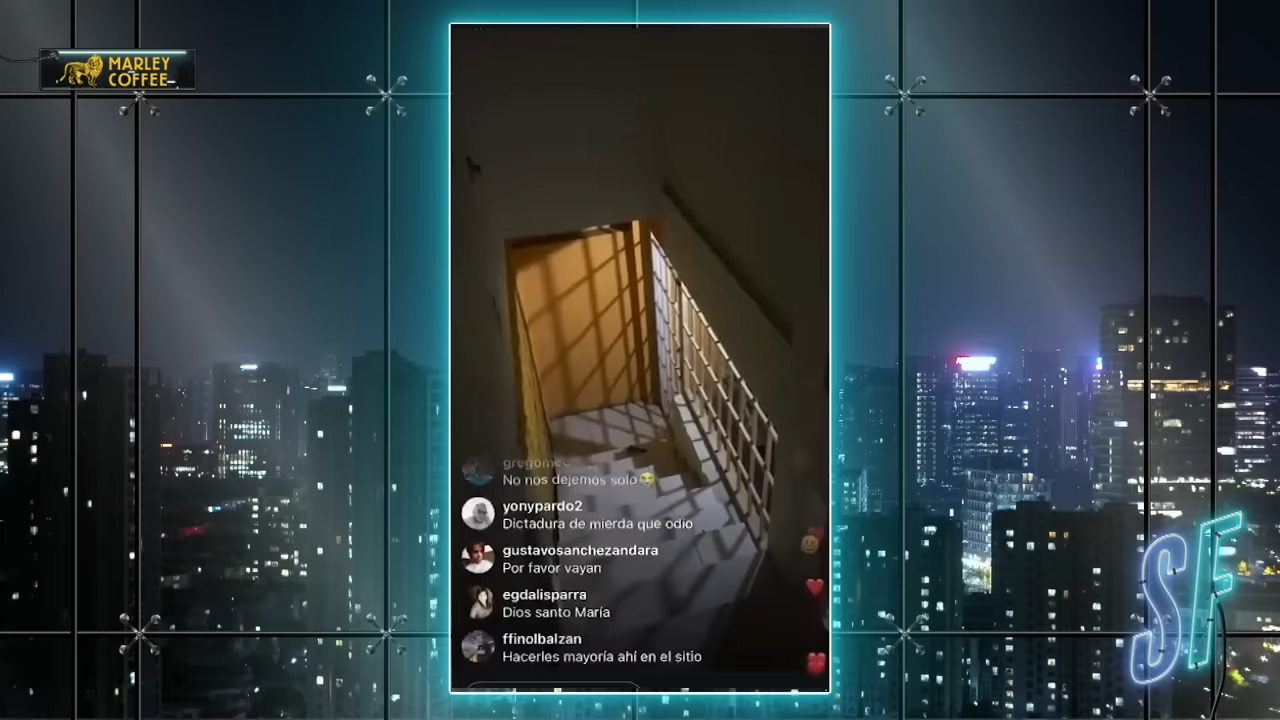 MARLEY
COFFEE
gregomec
No nos dejemos solo
yonypardo2
Dictadura de mierda que odio
gustavosanchezandara
Por favor vayan
egdalisparra
Dios santo María
ffinolbalzan
Hacerles mayoría ahí en el sitio
SF